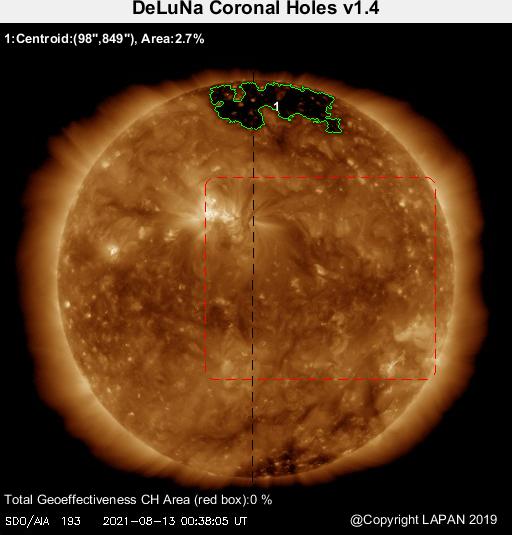 DeLuNa Coronal Holes v1.4
1:Centroid:(98",849"), Area:2.7%
1
Total Geoeffectiveness CH Area (red box):0 %
SDO/AIA 193 2021-08-13 00:38:05 UT
@Copyright LAPAN 2019